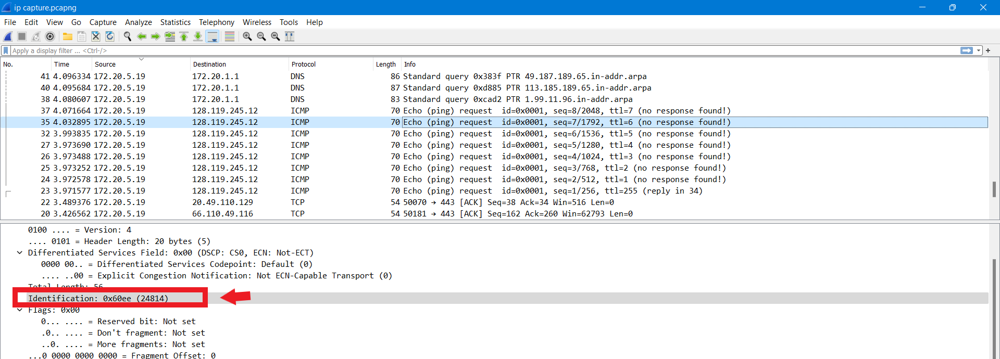 ip capture.pcapng
File Edit View Go Capture Analyze Statistics Telephony Wireless Tools Help
Apply a display filter ... <Ctrl-/>
No. Time Source Destination Protocol Length Info
41 4.096334 172.20.5.19 172.20.1.1 DNS 86 Standard query 0x383f PTR 49.187.189.65.in-addr.arpa
40 4.095684 172.20.5.19 172.20.1.1 DNS 87 Standard query 0xd885 PTR 113.185.189.65.in-addr.arpa
38 4.080607 172.20.5.19 172.20.1.1 DNS 83 Standard query 0xcad2 PTR 1.99.11.96.in-addr.arpa
37 4.071664 172.20.5.19 128.119.245.12 ICMP 70 Echo (ping) request id=0x0001, seq=8/2048, ttl=7 (no response found!)
35 4.032895 172.20.5.19 128.119.245.12 ICMP 70 Echo (ping) request id=0x0001, seq=7/1792, ttl=6 (no response found!)
32 3.993835 172.20.5.19 128.119.245.12 ICMP 70 Echo (ping) request id=0x0001, seq=6/1536, ttl=5 (no response found!)
27 3.973690 172.20.5.19 128.119.245.12 ICMP 70 Echo (ping) request id=0x0001, seq=5/1280, ttl=4 (no response found!)
26 3.973488 172.20.5.19 128.119.245.12 ICMP 70 Echo (ping) request id=0x0001, seq=4/1024, ttl=3 (no response found!)
25 3.973252 172.20.5.19 128.119.245.12 ICMP 70 Echo (ping) request id=0x0001, seq=3/768, ttl=2 (no response found!)
24 3.972578 172.20.5.19 128.119.245.12 ICMP 70 Echo (ping) request id=0x0001, seq=2/512, ttl=1 (no response found!)
23 3.971577 172.20.5.19 128.119.245.12 ICMP 70 Echo (ping) request id=0x0001, seq=1/256, ttl=255 (reply in 34)
22 3.489376 172.20.5.19 20.49.110.129 TCP 54 50070 → 443 [ACK] Seq=38 Ack=34 Win=516 Len=0
20 3.426562 172.20.5.19 66.110.49.116 TCP 54 50181 → 443 [ACK] Seq=162 Ack=260 Win=62793 Len=0
0100 .... = Version: 4
.... 0101 = Header Length: 20 bytes (5)
Differentiated Services Field: 0x00 (DSCP: CS0, ECN: Not-ECT)
0000 00.. = Differentiated Services Codepoint: Default (0)
.... ..00 = Explicit Congestion Notification: Not ECN-Capable Transport (0)
Total Length: 56
Identification: 0x60ee (24814)
Flags: 0x00
0... .... = Reserved bit: Not set
.0.. .... = Don't fragment: Not set
..0. .... = More fragments: Not set
...0 0000 0000 0000 = Fragment Offset: 0